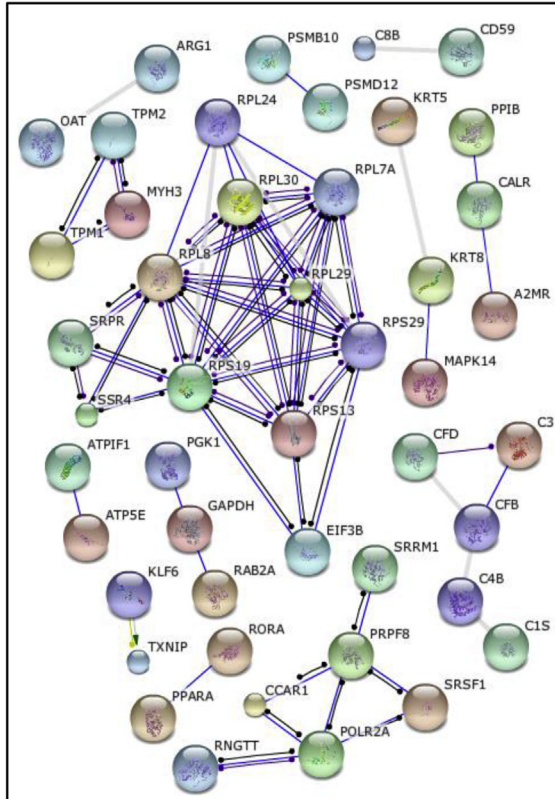 ARG1
PSMB10
C8B
CD59
OAT
TPM2
RPL24
PSMD12
KRT5
PPIB
MYH3
RPL30
RPL7A
CALR
TPM1
RPL8
RPL29
KRT8
A2MR
SRPR
RPS29
RPS19
MAPK14
SSR4
RPS13
CFD
C3
ATPIF1
PGK1
GAPDH
CFB
ATP5E
EIF3B
SRRM1
KLF6
RAB2A
C4B
C1S
TXNIP
RORA
PRPF8
PPARA
CCAR1
SRSF1
RNGTT
POLR2A